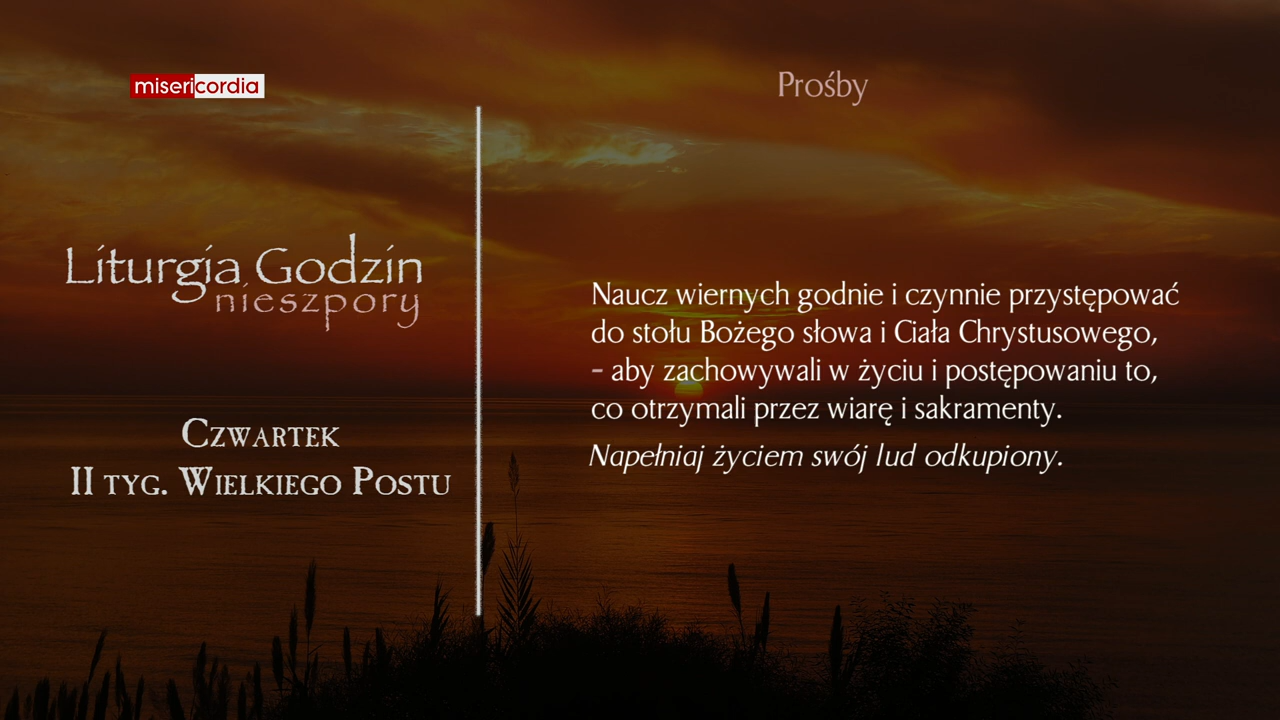 misericordia
Prośby
Liturgia Godzin
nieszpory
Czwartek
II tyg. Wielkiego Postu
Naucz wiernych godnie i czynnie przystępować
do stołu Bożego słowa i Ciała Chrystusowego,
- aby zachowywali w życiu i postępowaniu to,
co otrzymali przez wiarę i sakramenty.
Napełniaj życiem swój lud odkupiony.